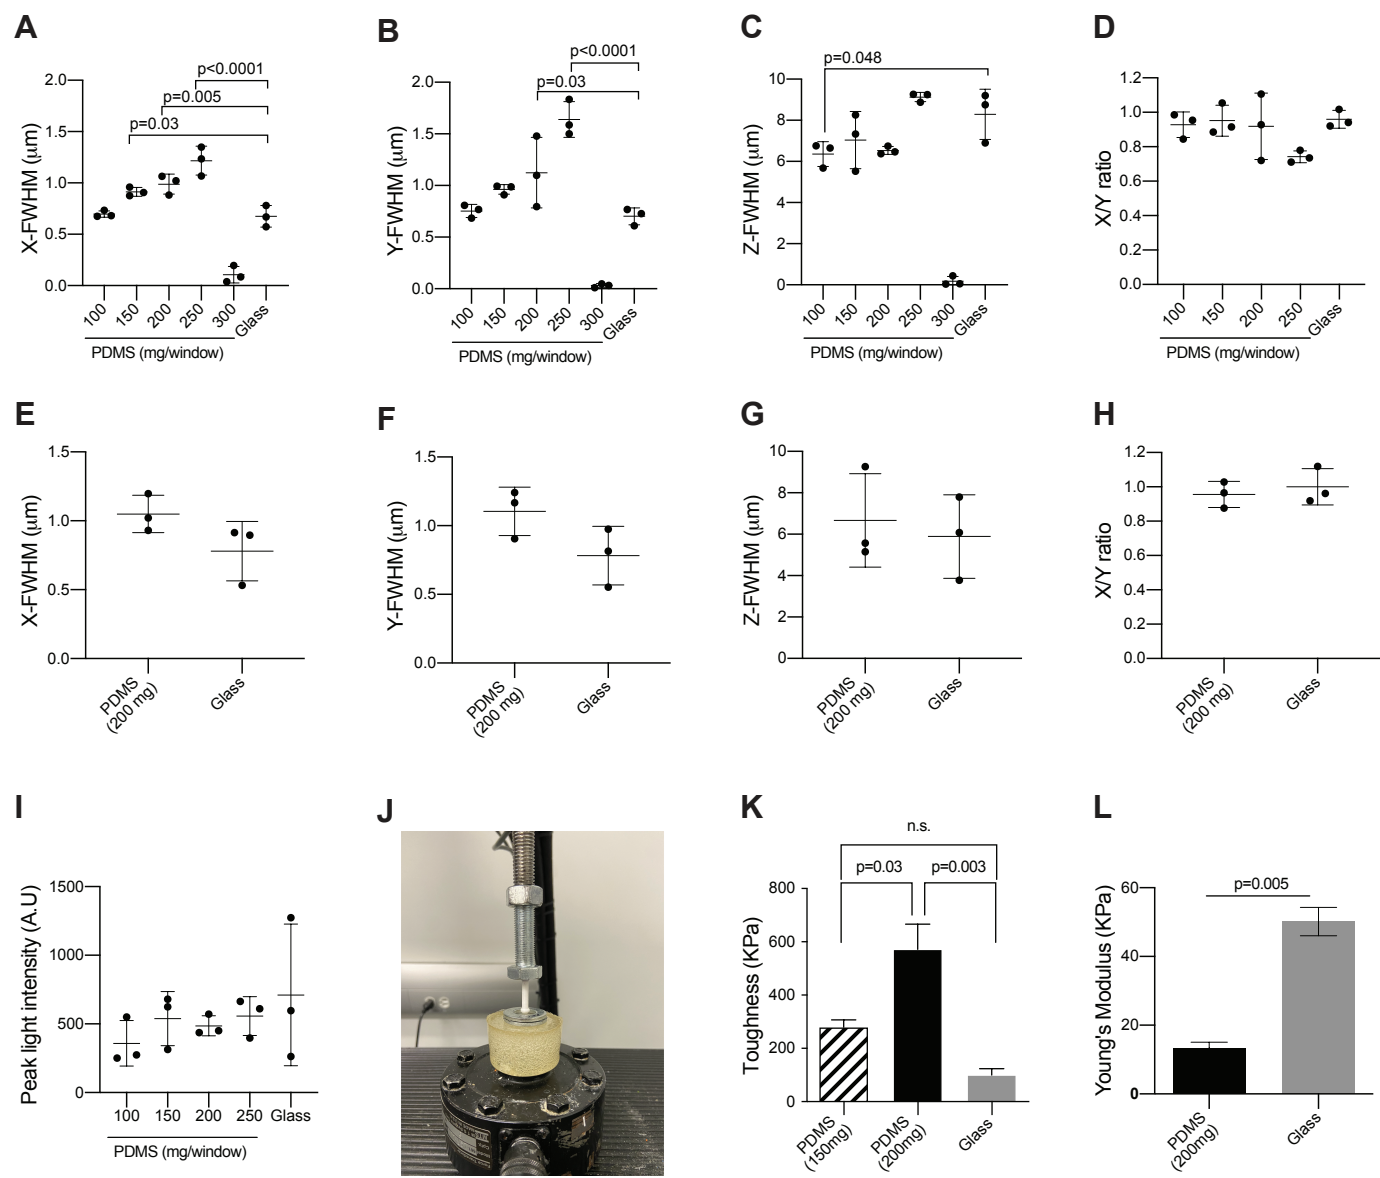 A
B
C
D
p<0.0001
p=0.005
p=0.03
X-FWHM (μm)
2.0
1.5
1.0
0.5
0.0
100
150
200
250
300
Glass
PDMS (mg/window)
p<0.0001
p=0.03
Y-FWHM (μm)
2.0
1.5
1.0
0.5
0.0
100
150
200
250
300
Glass
PDMS (mg/window)
p=0.048
Z-FWHM (μm)
10
8
6
4
2
0
100
150
200
250
300
Glass
PDMS (mg/window)
X/Y ratio
1.2
1.0
0.8
0.6
0.4
0.2
0.0
100
150
200
250
Glass
PDMS (mg/window)
E
F
G
H
X-FWHM (μm)
1.5
1.0
0.5
0.0
PDMS
(200 mg)
Glass
Y-FWHM (μm)
1.5
1.0
0.5
0.0
PDMS
(200 mg)
Glass
Z-FWHM (μm)
10
8
6
4
2
0
PDMS
(200 mg)
Glass
X/Y ratio
1.2
1.0
0.8
0.6
0.4
0.2
0.0
PDMS
(200 mg)
Glass
I
J
K
L
Peak light intensity (A.U)
1500
1000
500
0
100
150
200
250
Glass
PDMS (mg/window)
n.s.
p=0.03
p=0.003
Toughness (KPa)
800
600
400
200
0
PDMS
(150mg)
PDMS
(200mg)
Glass
p=0.005
Young's Modulus (KPa)
60
40
20
0
PDMS
(200mg)
Glass